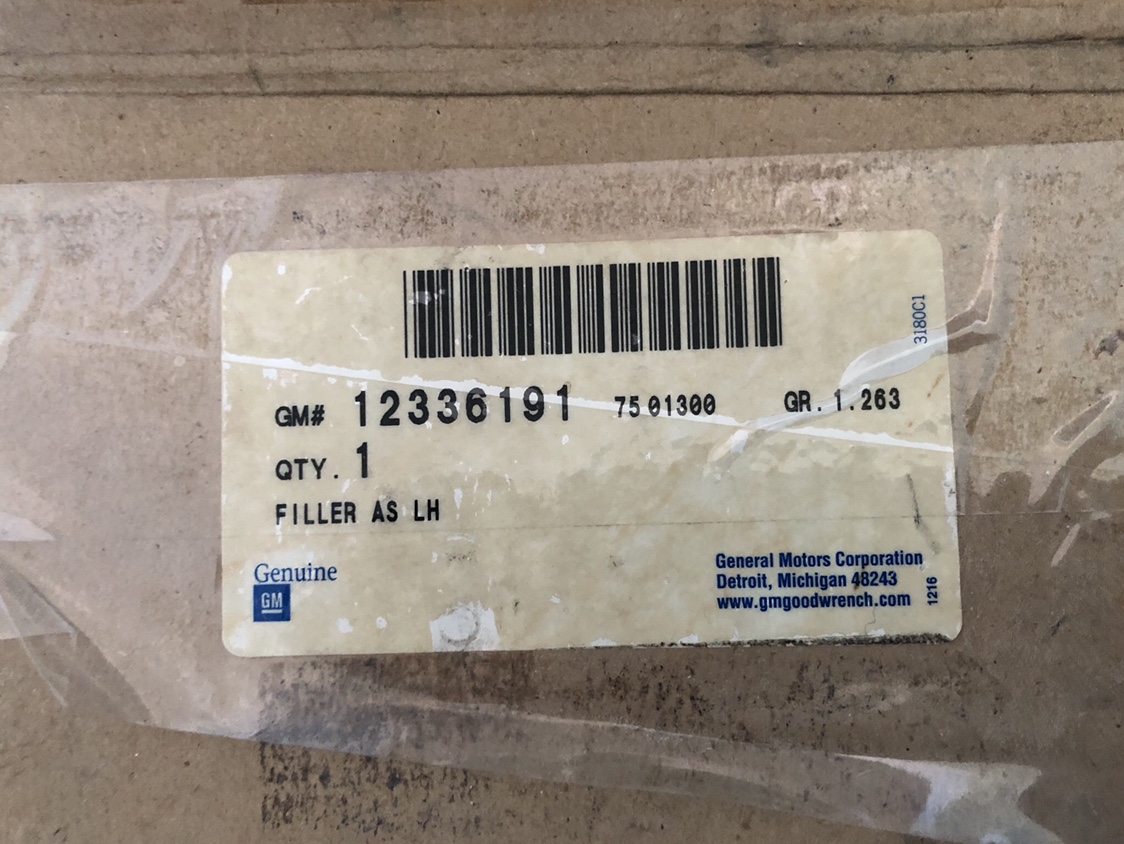 3180C1
GM# 12336191 75 01300 GR. 1.263
QTY. 1
FILLER AS LH
Genuine
GM
General Motors Corporation
Detroit, Michigan 48243
www.gmgoodwrench.com
1216